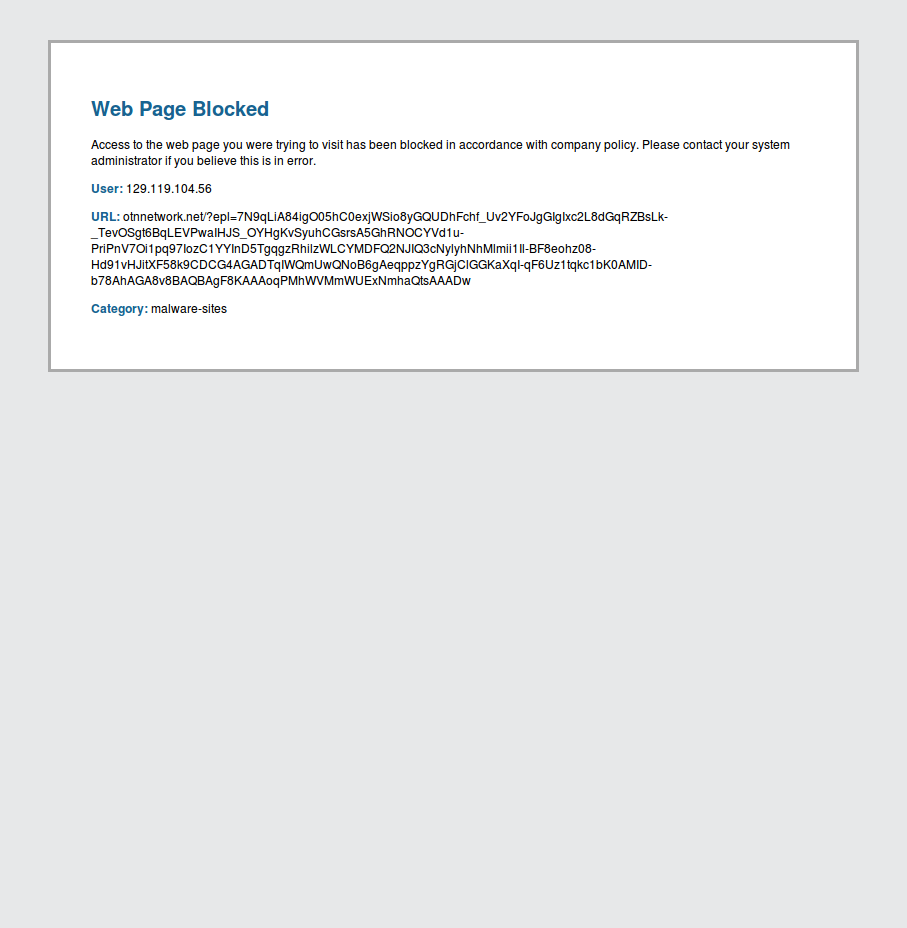 Web Page Blocked
Access to the web page you were trying to visit has been blocked in accordance with company policy. Please contact your system
administrator if you believe this is in error.
User: 129.119.104.56
URL: otnnetwork.net/?epl=7N9qLiA84igO05hC0exjWSio8yGQUDhFchf_Uv2YFoJgGIgIxc2L8dGqRZBsLk-
_TevOSgt6BqLEVPwaIHJS_OYHgKvSyuhCGsrsA5GhRNOCYVd1u-
PriPnV7Oi1pq97IozC1YYInD5TgqgzRhiIzWLCYMDFQ2NJIQ3cNylyhNhMlmii1Il-BF8eohz08-
Hd91vHJitXF58k9CDCG4AGADTqIWQmUwQNoB6gAeqppzYgRGjClGGKaXqI-qF6Uz1tqkc1bK0AMID-
b78AhAGA8v8BAQBAgF8KAAAoqPMhWVMmWUExNmhaQtsAAADw
Category: malware-sites